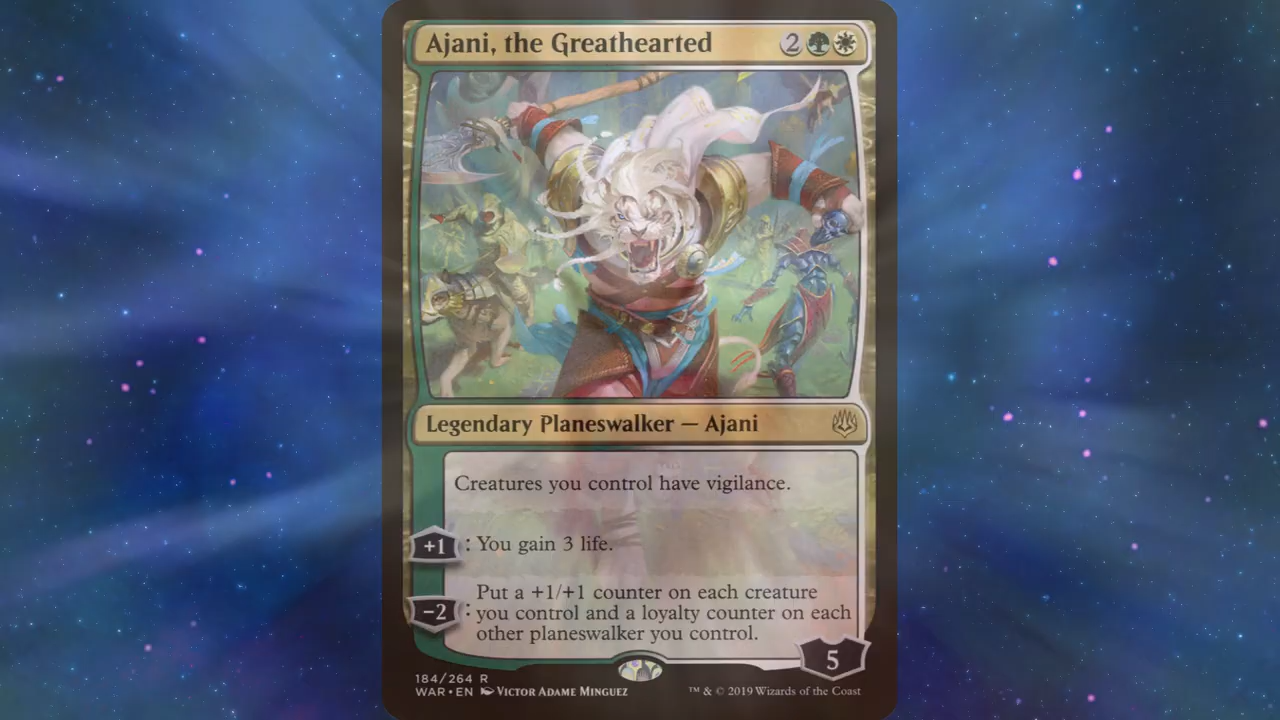 Ajani, the Greathearted 2
Legendary Planeswalker — Ajani
Creatures you control have vigilance.
+1 : You gain 3 life.
Put a +1/+1 counter on each creature
−2 : you control and a loyalty counter on each
other planeswalker you control.
5
184/264 R
WAR • EN Victor Adame Minguez ™ & © 2019 Wizards of the Coast